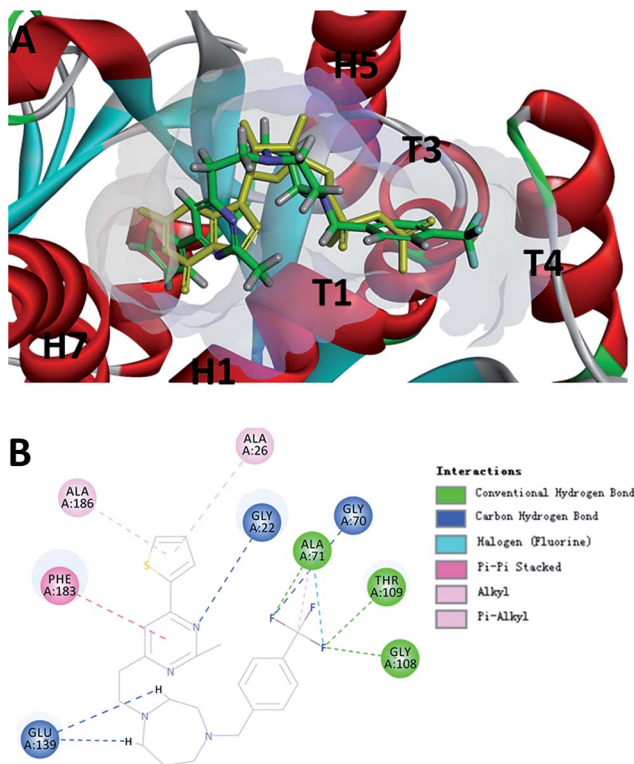 A
H5
T3
T4
T1
H7
H1
B
ALA
A:26
ALA
A:186
GLY
A:22
GLY
A:70
ALA
A:71
PHE
A:183
THR
A:109
GLY
A:108
GLU
A:139
S
N
N
N
N
H
H
F
F
F
Interactions
Conventional Hydrogen Bond
Carbon Hydrogen Bond
Halogen (Fluorine)
Pi-Pi Stacked
Alkyl
Pi-Alkyl